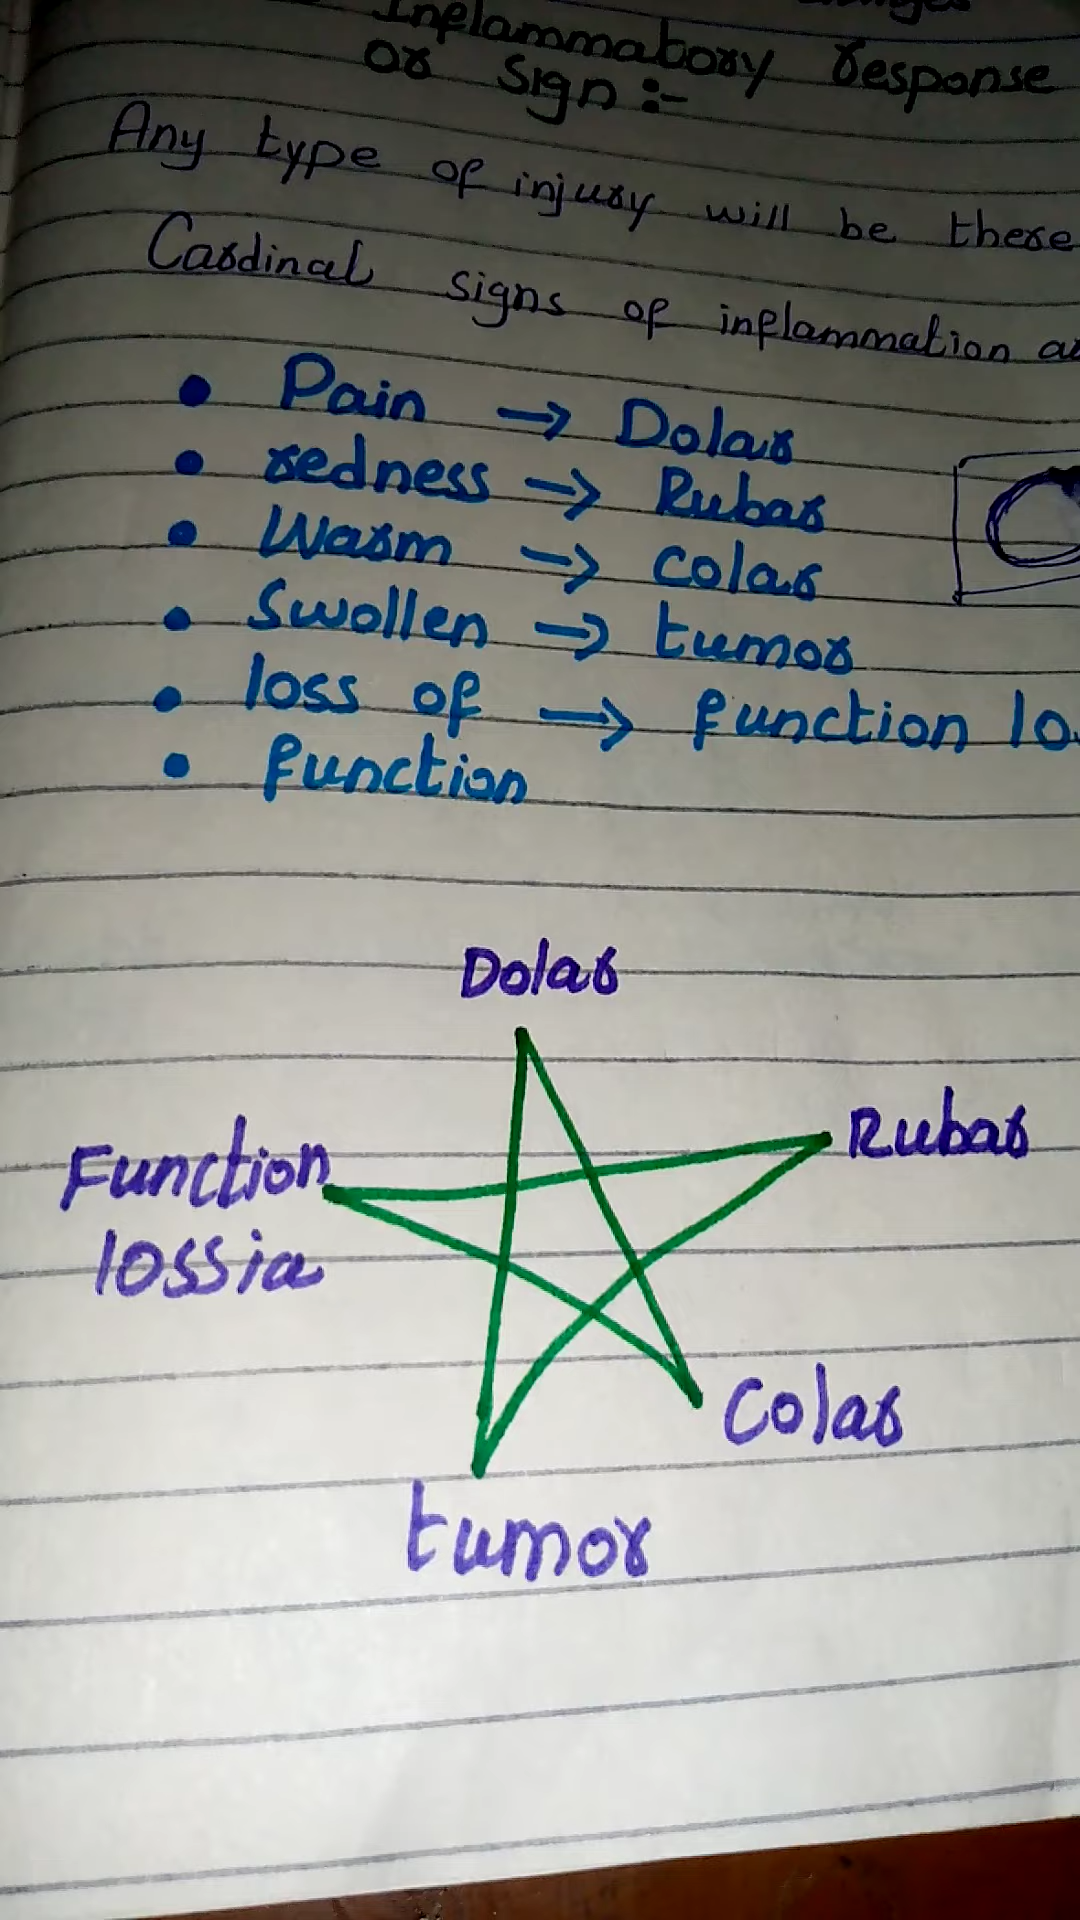 Inflammatory response
or Sign :-
Any type of injury will be there
Cardinal signs of inflammation
• Pain → Dolar
• redness → Rubar
• Warm → colar
• Swollen → tumor
• loss of → function lo
• function
Dolar
Rubar
Function
lossia
Colar
tumor